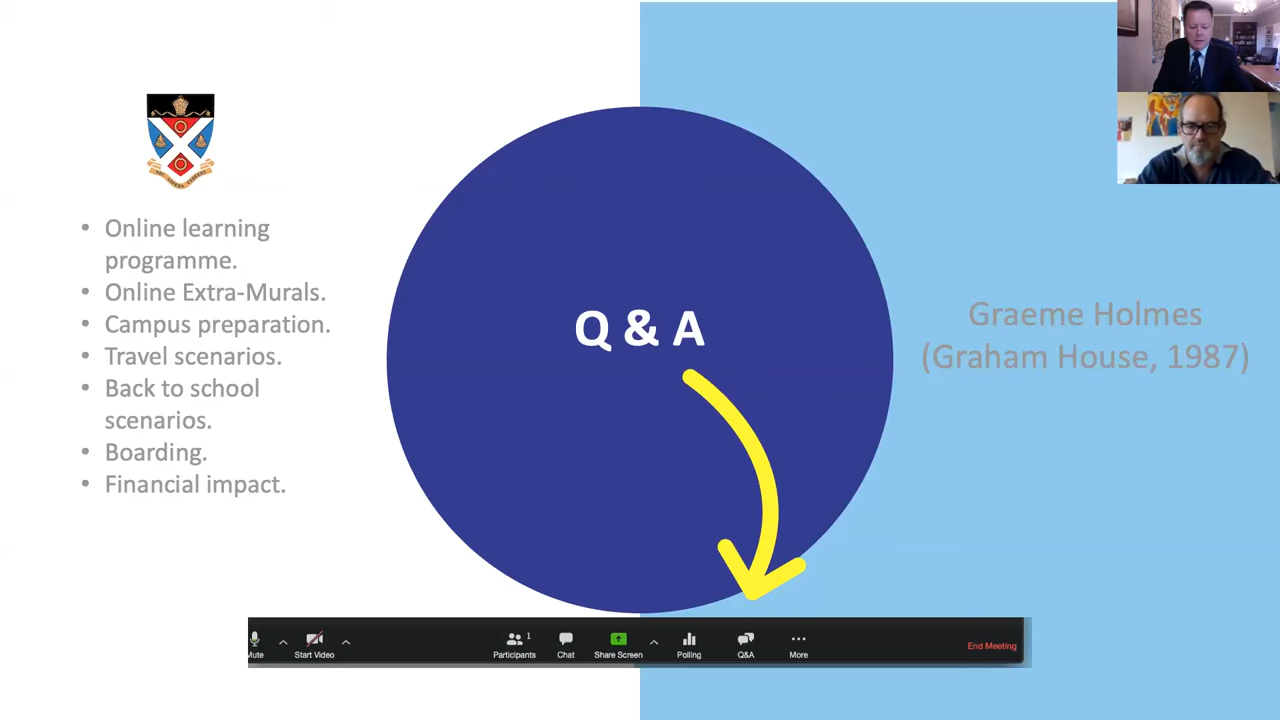 • Online learning
programme.
• Online Extra-Murals.
• Campus preparation.
• Travel scenarios.
• Back to school
scenarios.
• Boarding.
• Financial impact.
Q & A
Graeme Holmes
(Graham House, 1987)
Mute
Start Video
1
Participants
Chat
Share Screen
Polling
Q&A
More
End Meeting